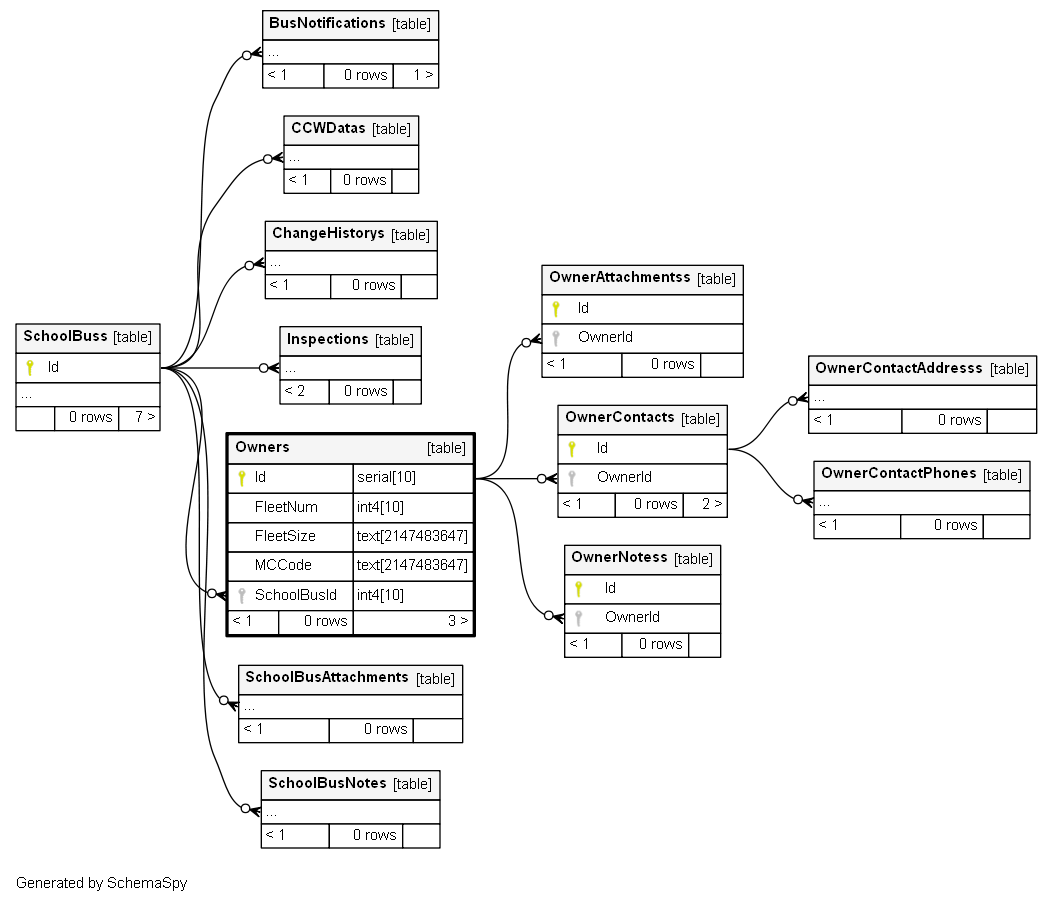 BusNotifications [table]
...
< 1 0 rows 1 >
CCWDatas [table]
...
< 1 0 rows
ChangeHistorys [table]
...
< 1 0 rows
SchoolBuss [table]
Id
...
0 rows 7 >
Inspections [table]
...
< 2 0 rows
Owners [table]
Id serial[10]
FleetNum int4[10]
FleetSize text[2147483647]
MCCode text[2147483647]
SchoolBusId int4[10]
< 1 0 rows 3 >
SchoolBusAttachments [table]
...
< 1 0 rows
SchoolBusNotes [table]
...
< 1 0 rows
OwnerAttachmentss [table]
Id
OwnerId
< 1 0 rows
OwnerContacts [table]
Id
OwnerId
< 1 0 rows 2 >
OwnerNotess [table]
Id
OwnerId
< 1 0 rows
OwnerContactAddresss [table]
...
< 1 0 rows
OwnerContactPhones [table]
...
< 1 0 rows
Generated by SchemaSpy